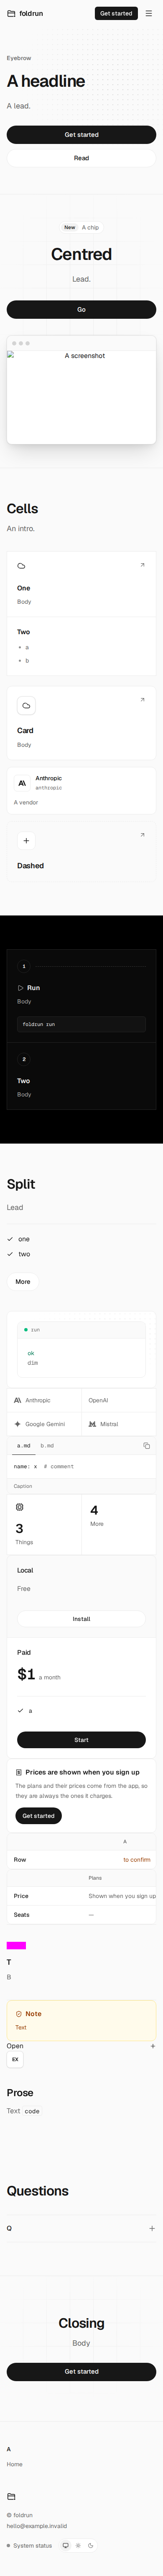 foldrun
Get started
Eyebrow
A headline
A lead.
Get started
Read
New A chip
Centred
Lead.
Go
A screenshot
Cells
An intro.
One
Body
Two
a
b
Card
Body
Anthropic
anthropic
A vendor
Dashed
1
Run
Body
foldrun run
2
Two
Body
Split
Lead
one
two
More
run
ok
dim
Anthropic
OpenAI
Google Gemini
Mistral
a.md b.md
name: x # comment
Caption
3
Things
4
More
Local
Free
Install
Paid
$1 a month
a
Start
Prices are shown when you sign up
The plans and their prices come from the app, so
they are always the ones it charges.
Get started
A
Row to confirm
Plans
Price Shown when you sign up
Seats —
T
B
Note
Text
Open
EX
Prose
Text code
Questions
Q
Closing
Body
Get started
A
Home
© foldrun
hello@example.invalid
System status